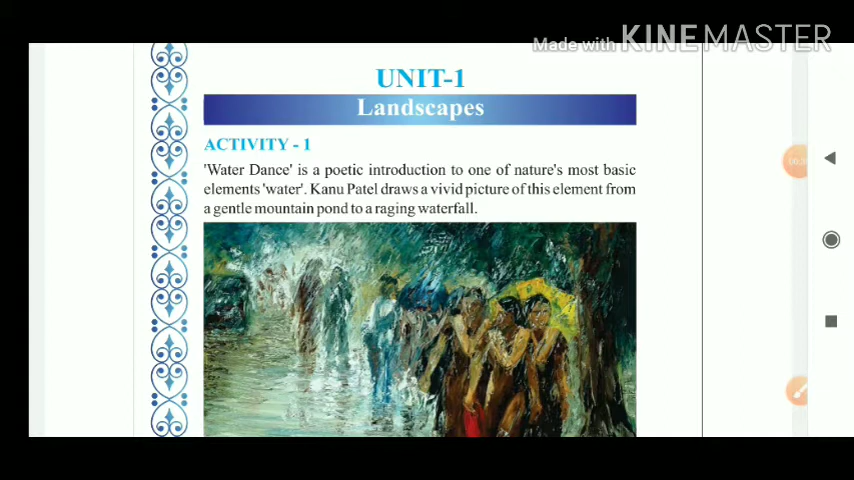 Made with KINEMASTER
UNIT-1
Landscapes
ACTIVITY - 1
'Water Dance' is a poetic introduction to one of nature's most basic
elements 'water'. Kanu Patel draws a vivid picture of this element from
a gentle mountain pond to a raging waterfall.